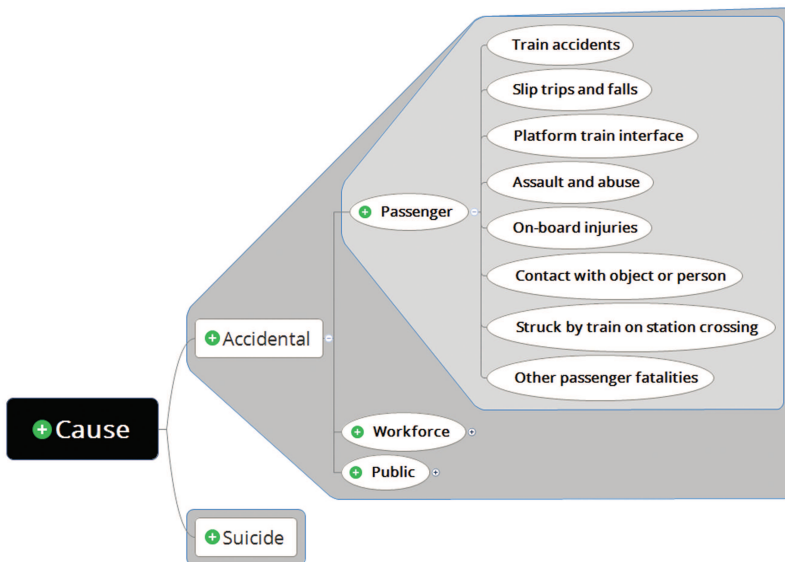 Train accidents
Slip trips and falls
Platform train interface
Assault and abuse
Passenger
On-board injuries
Contact with object or person
Struck by train on station crossing
Accidental
Other passenger fatalities
Cause
Workforce
Public
Suicide